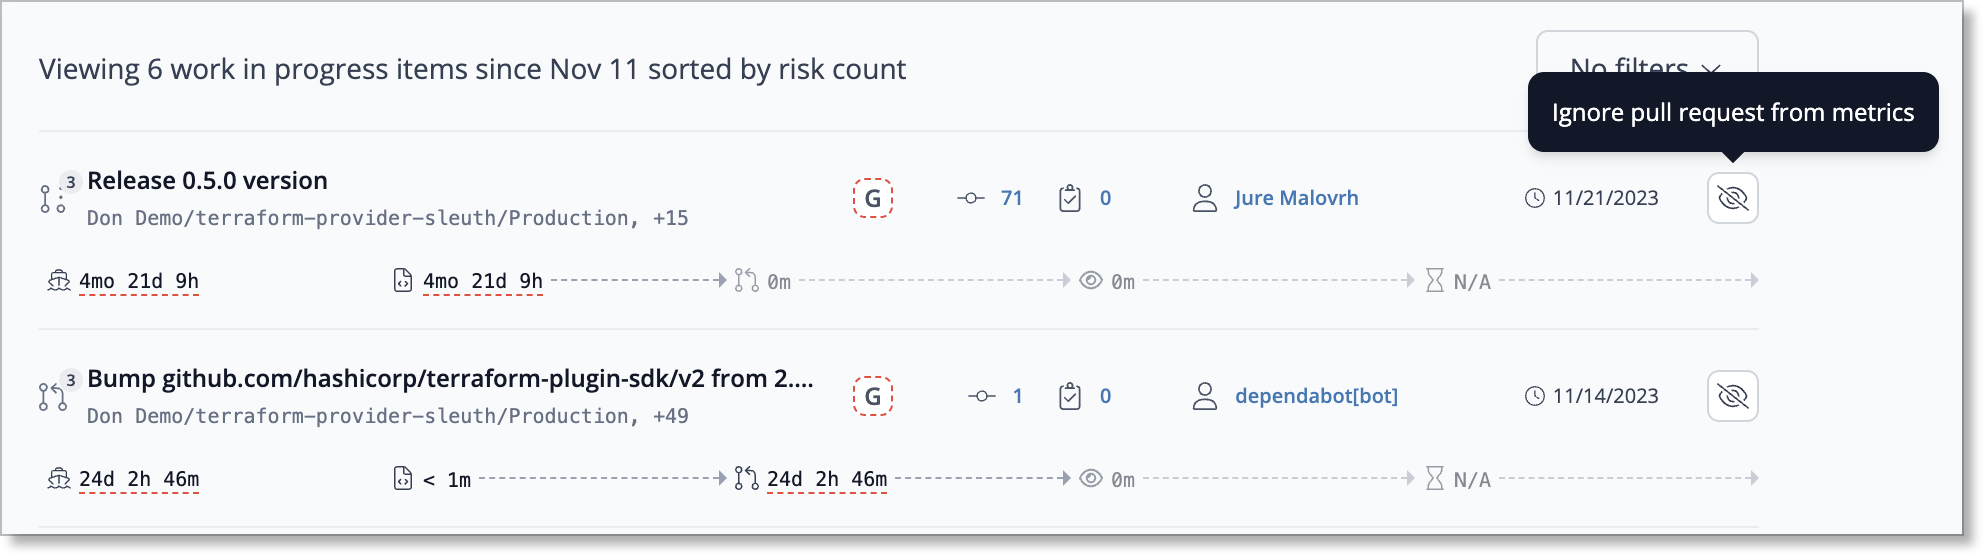 Viewing 6 work in progress items since Nov 11 sorted by risk count
No filters
Ignore pull request from metrics
3 Release 0.5.0 version
Don Demo/terraform-provider-sleuth/Production, +15
G 71 0 Jure Malovrh 11/21/2023
4mo 21d 9h 4mo 21d 9h 0m 0m N/A
3 Bump github.com/hashicorp/terraform-plugin-sdk/v2 from 2....
Don Demo/terraform-provider-sleuth/Production, +49
G 1 0 dependabot[bot] 11/14/2023
24d 2h 46m < 1m 24d 2h 46m 0m N/A